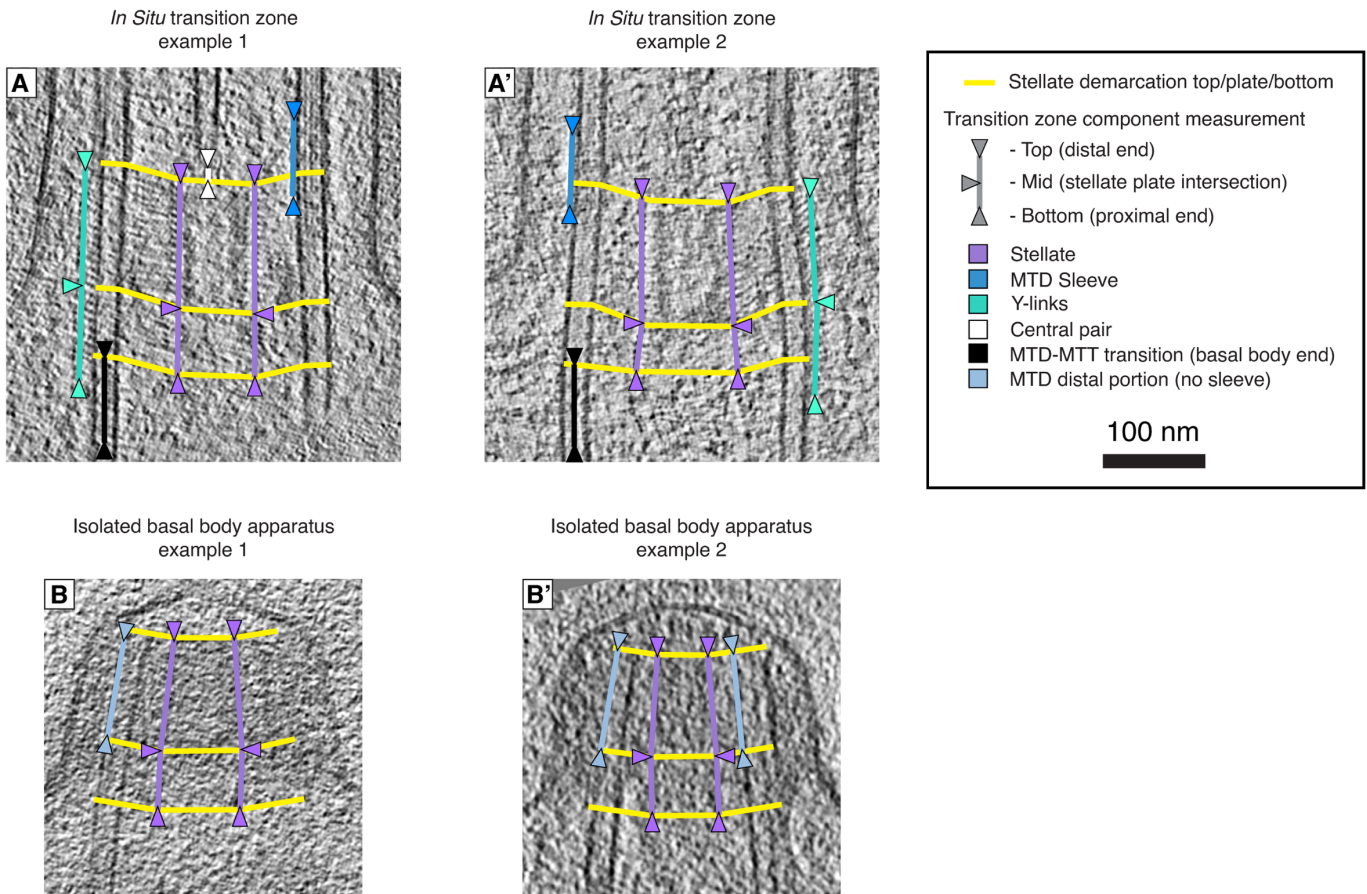 In Situ transition zone
example 1
In Situ transition zone
example 2
A
A'
Stellate demarcation top/plate/bottom
Transition zone component measurement
- Top (distal end)
- Mid (stellate plate intersection)
- Bottom (proximal end)
Stellate
MTD Sleeve
Y-links
Central pair
MTD-MTT transition (basal body end)
MTD distal portion (no sleeve)
100 nm
Isolated basal body apparatus
example 1
Isolated basal body apparatus
example 2
B
B'